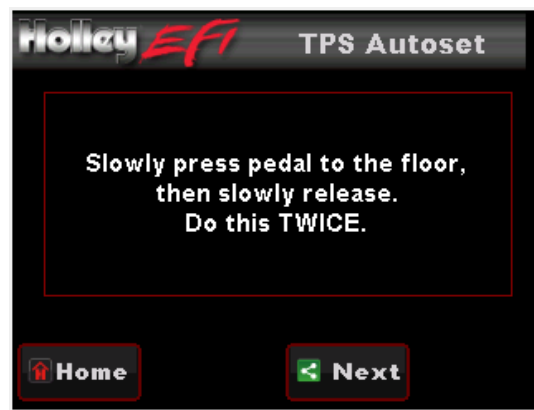 Holley EFI TPS Autoset
Slowly press pedal to the floor,
then slowly release.
Do this TWICE.
Home Next